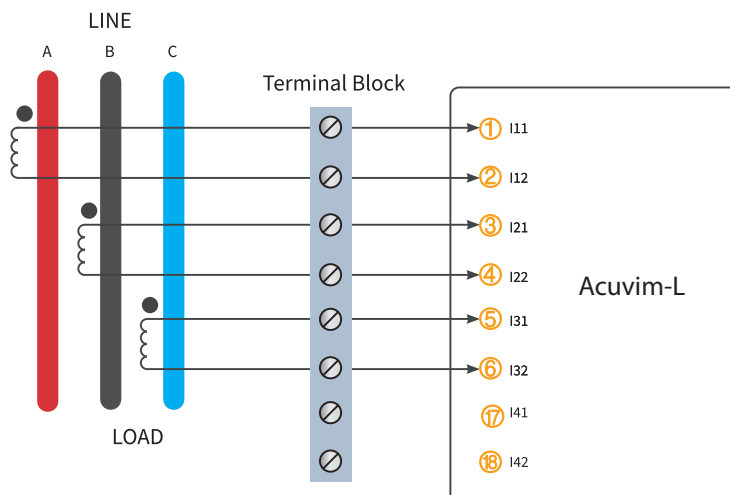 LINE
A B C
Terminal Block
1 I11
2 I12
3 I21
4 I22
5 I31
6 I32
17 I41
18 I42
Acuvim-L
LOAD